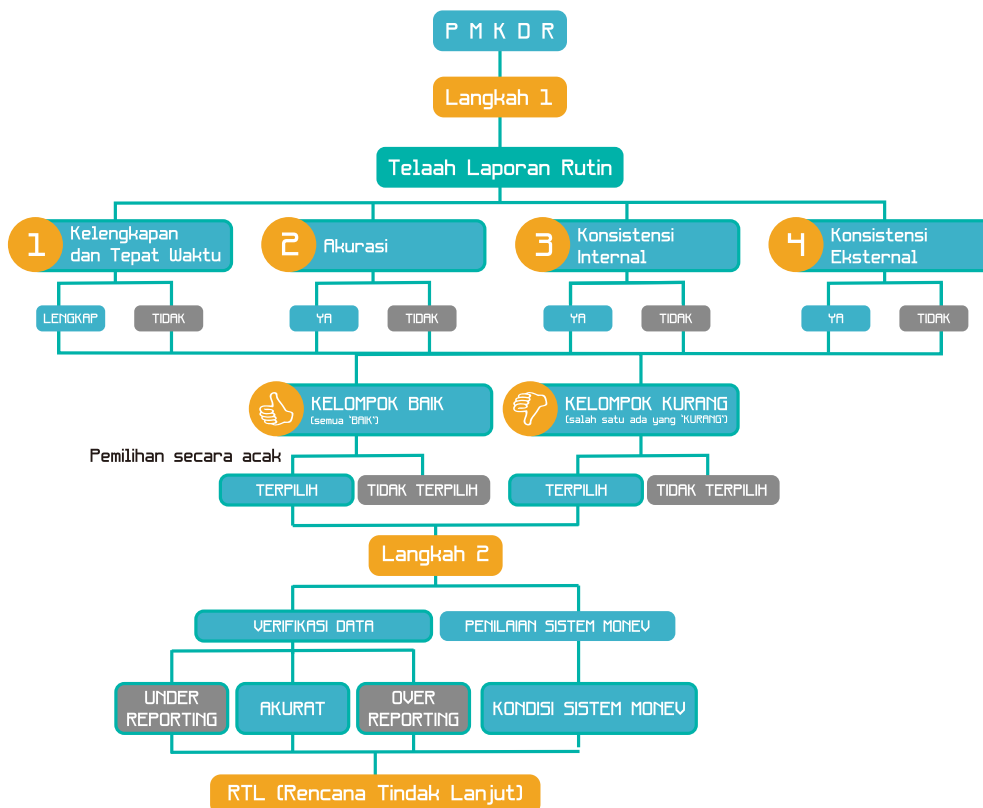 P M K D R
Langkah 1
Telaah Laporan Rutin
1
Kelengkapan
dan Tepat Waktu
2
Akurasi
3
Konsistensi
Internal
4
Konsistensi
Eksternal
LENGKAP
TIDAK
YA
TIDAK
YA
TIDAK
YA
TIDAK
KELOMPOK BAIK
(semua 'BAIK')
KELOMPOK KURANG
(salah satu ada yang 'KURANG')
Pemilihan secara acak
TERPILIH
TIDAK TERPILIH
TERPILIH
TIDAK TERPILIH
Langkah 2
VERIFIKASI DATA
PENILAIAN SISTEM MONEV
UNDER
REPORTING
AKURAT
OVER
REPORTING
KONDISI SISTEM MONEV
RTL (Rencana Tindak Lanjut)